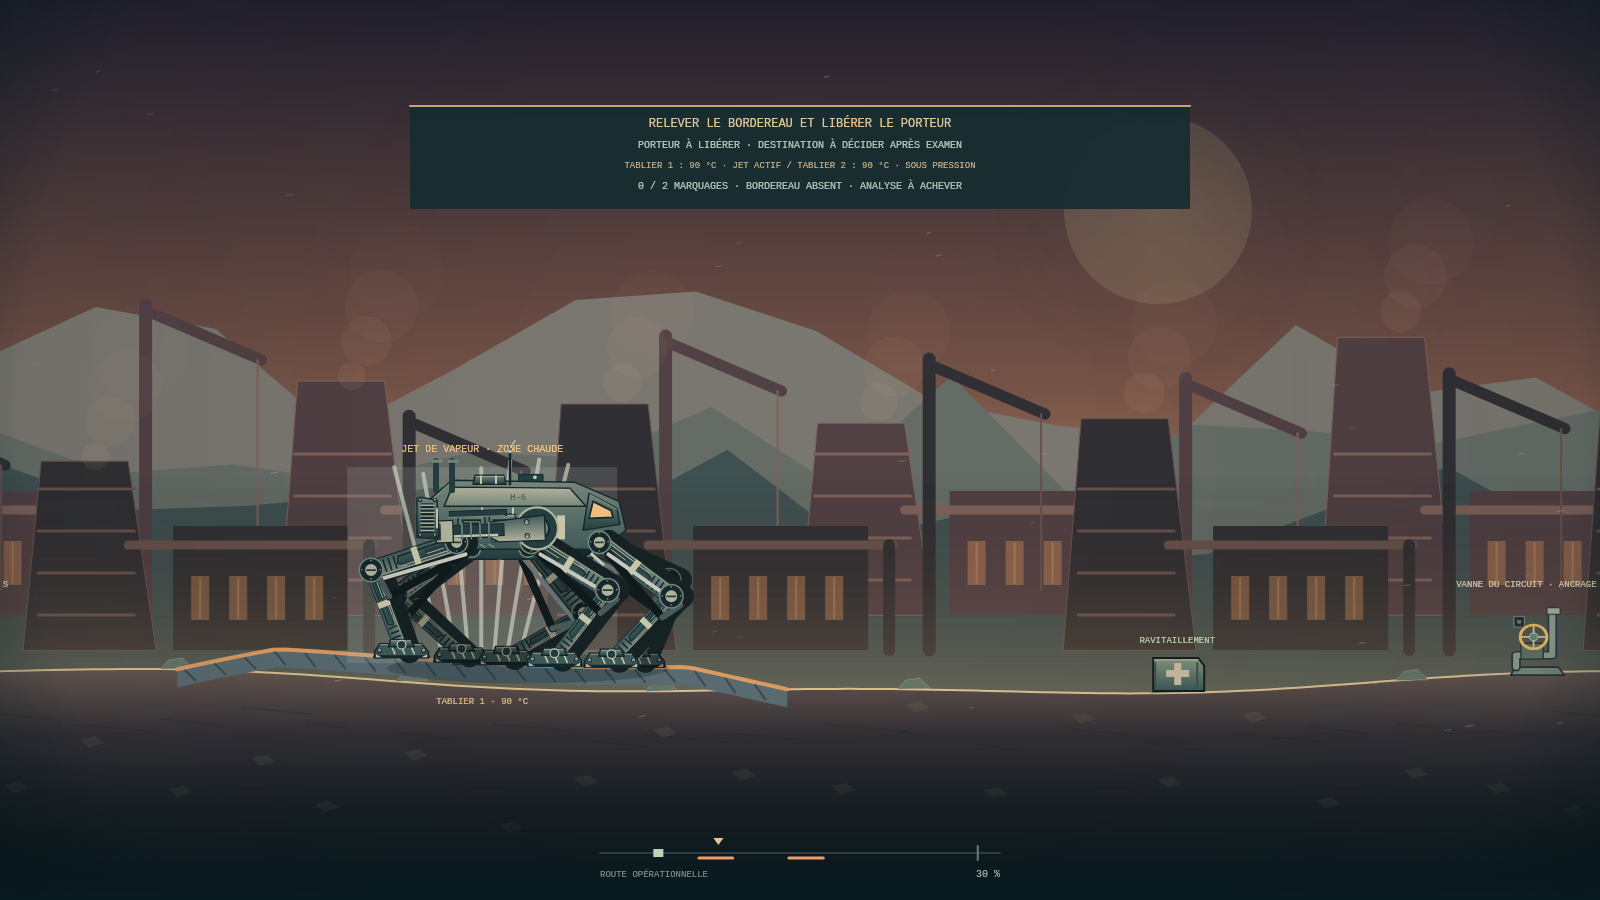 RELEVER LE BORDEREAU ET LIBÉRER LE PORTEUR
PORTEUR À LIBÉRER · DESTINATION À DÉCIDER APRÈS EXAMEN
TABLIER 1 : 90 °C · JET ACTIF / TABLIER 2 : 90 °C · SOUS PRESSION
0 / 2 MARQUAGES · BORDEREAU ABSENT · ANALYSE À ACHEVER
JET DE VAPEUR · ZONE CHAUDE
H-6
S
VANNE DU CIRCUIT · ANCRAGE
RAVITAILLEMENT
TABLIER 1 · 90 °C
ROUTE OPÉRATIONNELLE
30 %